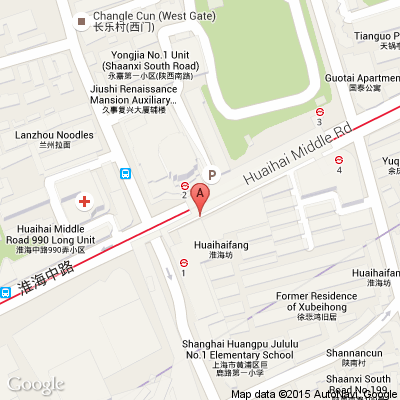 Changle Cun (West Gate)
长乐村(西门)
Tianguo P
天锅
Yongjia No.1 Unit
(Shaanxi South Road)
永嘉第一小区(陕西南路)
Guotai Apartment
国泰公寓
Jiushi Renaissance
Mansion Auxiliary...
久事复兴大厦辅楼
Huaihai Middle Rd
Lanzhou Noodles
兰州拉面
P
3
4
Yuq
余庆
2
A
Huaihai Middle
Road 990 Long Unit
淮海中路990弄小区
Huaihaifang
淮海坊
淮海中路
1
Huaihaifan
淮海坊
Former Residence
of Xubeihong
徐悲鸿旧居
Shanghai Huangpu Jululu
No.1 Elementary School
上海市黄浦区巨
鹿路第一小学
Shannancun
陕南村
Shaanxi South
Road No.199
Google
Map data ©2015 AutoNavi, Google